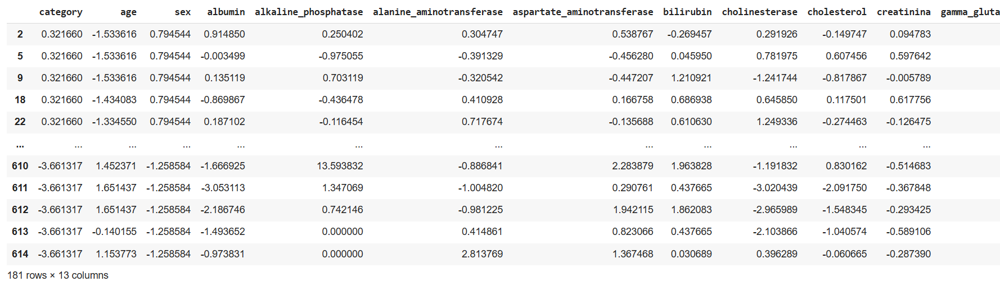 category age sex albumin alkaline_phosphatase alanine_aminotransferase aspartate_aminotransferase bilirubin cholinesterase cholesterol creatinina gamma_gluta
2 0.321660 -1.533616 0.794544 0.914850 0.250402 0.304747 0.538767 -0.269457 0.291926 -0.149747 0.094783
5 0.321660 -1.533616 0.794544 -0.003499 -0.975055 -0.391329 -0.456280 0.045950 0.781975 0.607456 0.597642
9 0.321660 -1.533616 0.794544 0.135119 0.703119 -0.320542 -0.447207 1.210921 -1.241744 -0.817867 -0.005789
18 0.321660 -1.434083 0.794544 -0.869867 -0.436478 0.410928 0.166758 0.686938 0.645850 0.117501 0.617756
22 0.321660 -1.334550 0.794544 0.187102 -0.116454 0.717674 -0.135688 0.610630 1.249336 -0.274463 -0.126475
... ... ... ... ... ... ... ... ... ... ... ...
610 -3.661317 1.452371 -1.258584 -1.666925 13.593832 -0.886841 2.283879 1.963828 -1.191832 0.830162 -0.514683
611 -3.661317 1.651437 -1.258584 -3.053113 1.347069 -1.004820 0.290761 0.437665 -3.020439 -2.091750 -0.367848
612 -3.661317 1.651437 -1.258584 -2.186746 0.742146 -0.981225 1.942115 1.862083 -2.965989 -1.548345 -0.293425
613 -3.661317 -0.140155 -1.258584 -1.493652 0.000000 0.414861 0.823066 0.437665 -2.103866 -1.040574 -0.589106
614 -3.661317 1.153773 -1.258584 -0.973831 0.000000 2.813769 1.367468 0.030689 0.396289 -0.060665 -0.287390
181 rows × 13 columns